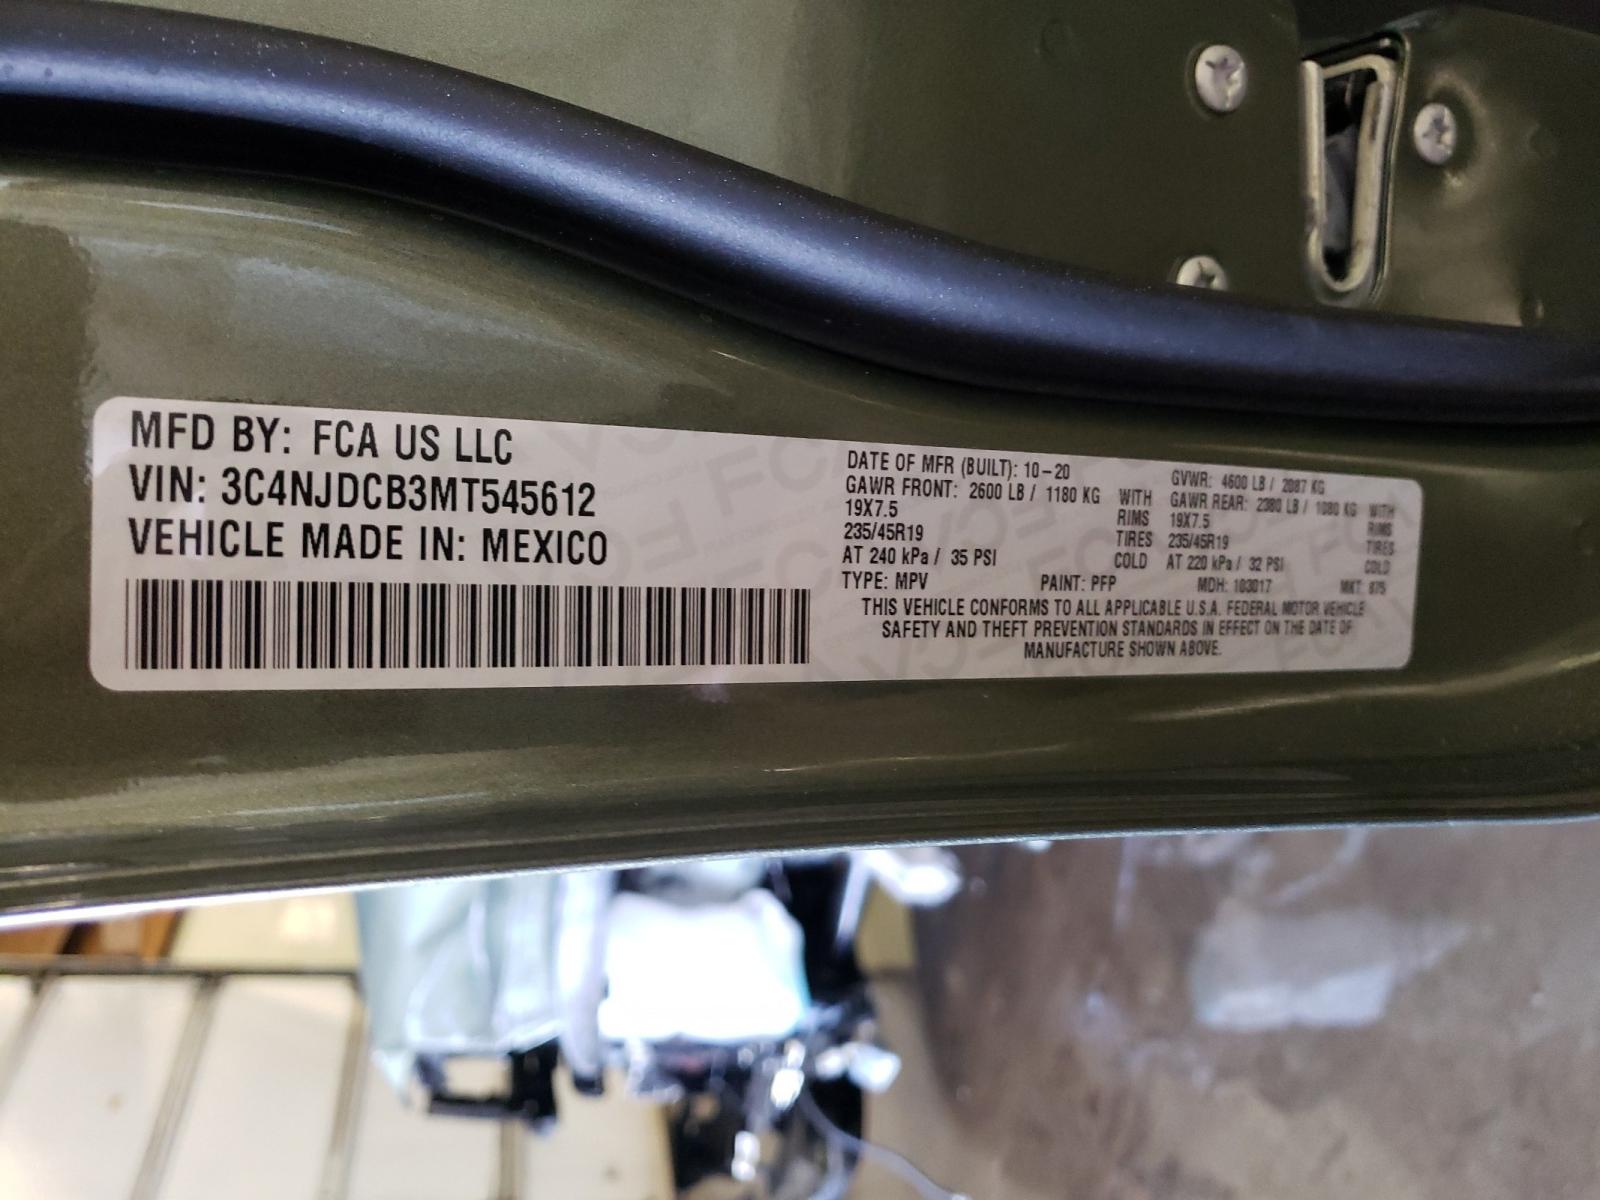 MFD BY: FCA US LLC
VIN: 3C4NJDCB3MT545612
VEHICLE MADE IN: MEXICO
DATE OF MFR (BUILT): 10-20 GVWR: 4600 LB / 2087 KG
GAWR FRONT: 2600 LB / 1180 KG WITH GAWR REAR: 2380 LB / 1080 KG WITH
19X7.5 RIMS 19X7.5 RIMS
235/45R19 TIRES 235/45R19 TIRES
AT 240 kPa / 35 PSI COLD AT 220 kPa / 32 PSI COLD
TYPE: MPV PAINT: PFP MDH: 103017 MKT: 875
THIS VEHICLE CONFORMS TO ALL APPLICABLE U.S.A. FEDERAL MOTOR VEHICLE
SAFETY AND THEFT PREVENTION STANDARDS IN EFFECT ON THE DATE OF
MANUFACTURE SHOWN ABOVE.